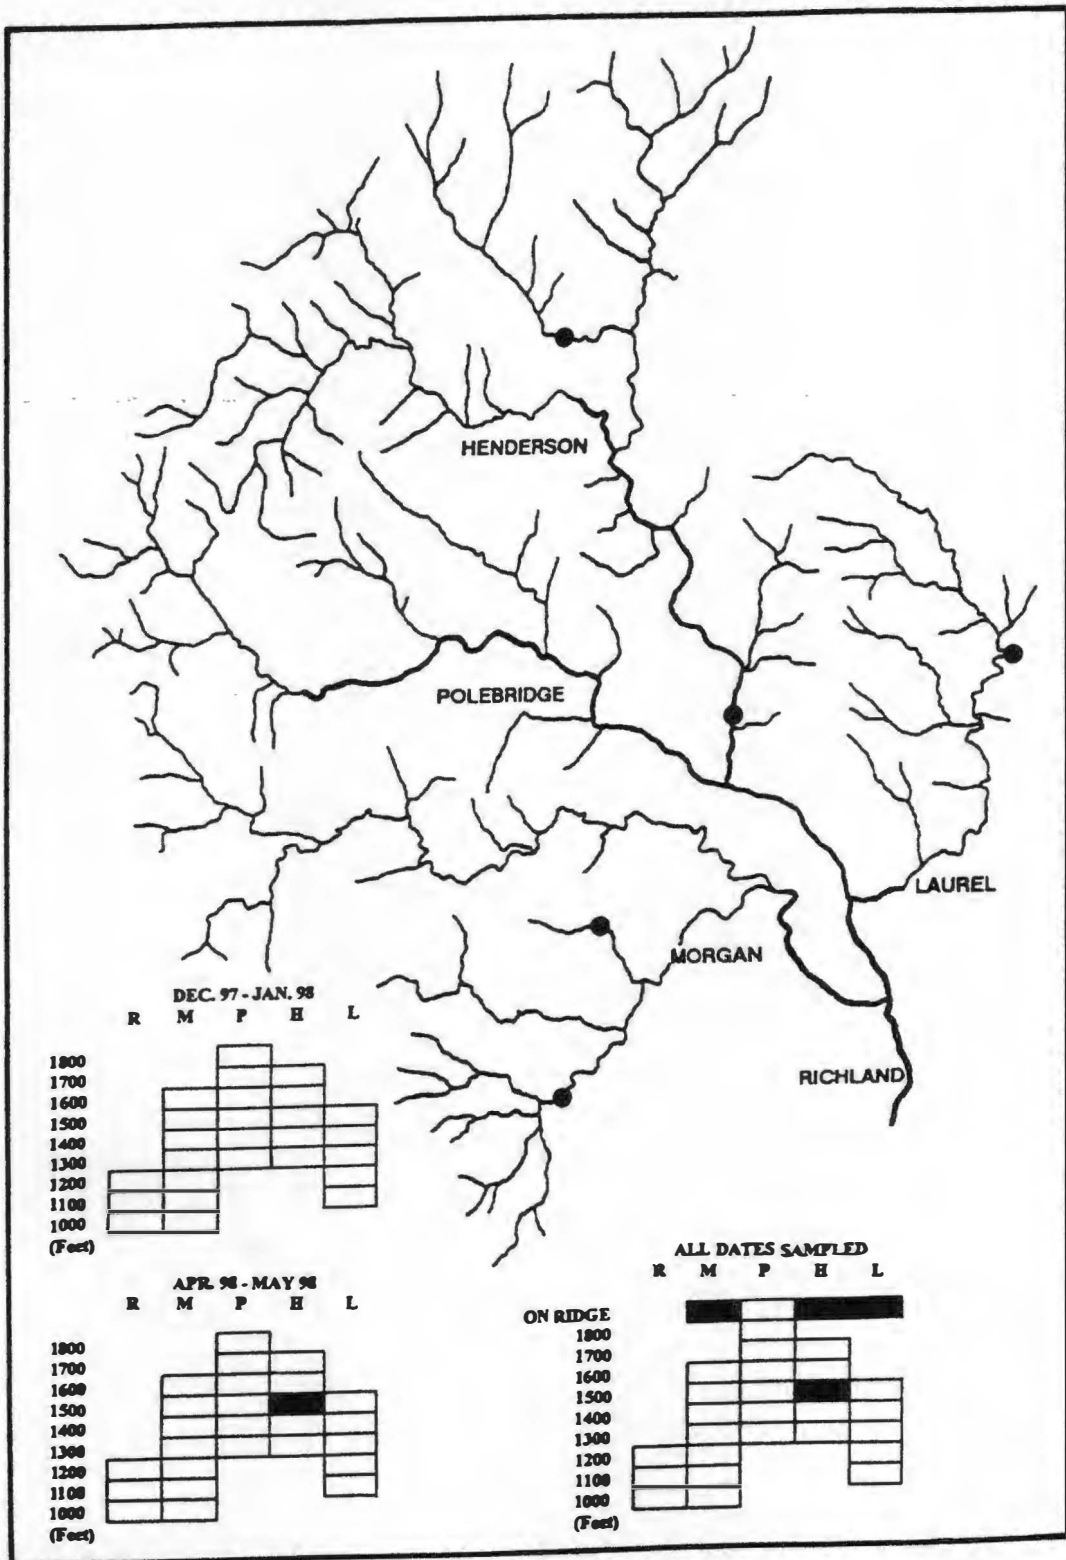 HENDERSON
POLEBRIDGE
LAUREL
MORGAN
RICHLAND
DEC. 97 - JAN. 98
R M P H L
1800
1700
1600
1500
1400
1300
1200
1100
1000
(Feet)
APR. 98 - MAY 98
R M P H L
1800
1700
1600
1500
1400
1300
1200
1100
1000
(Feet)
ALL DATES SAMPLED
R M P H L
ON RIDGE
1800
1700
1600
1500
1400
1300
1200
1100
1000
(Feet)